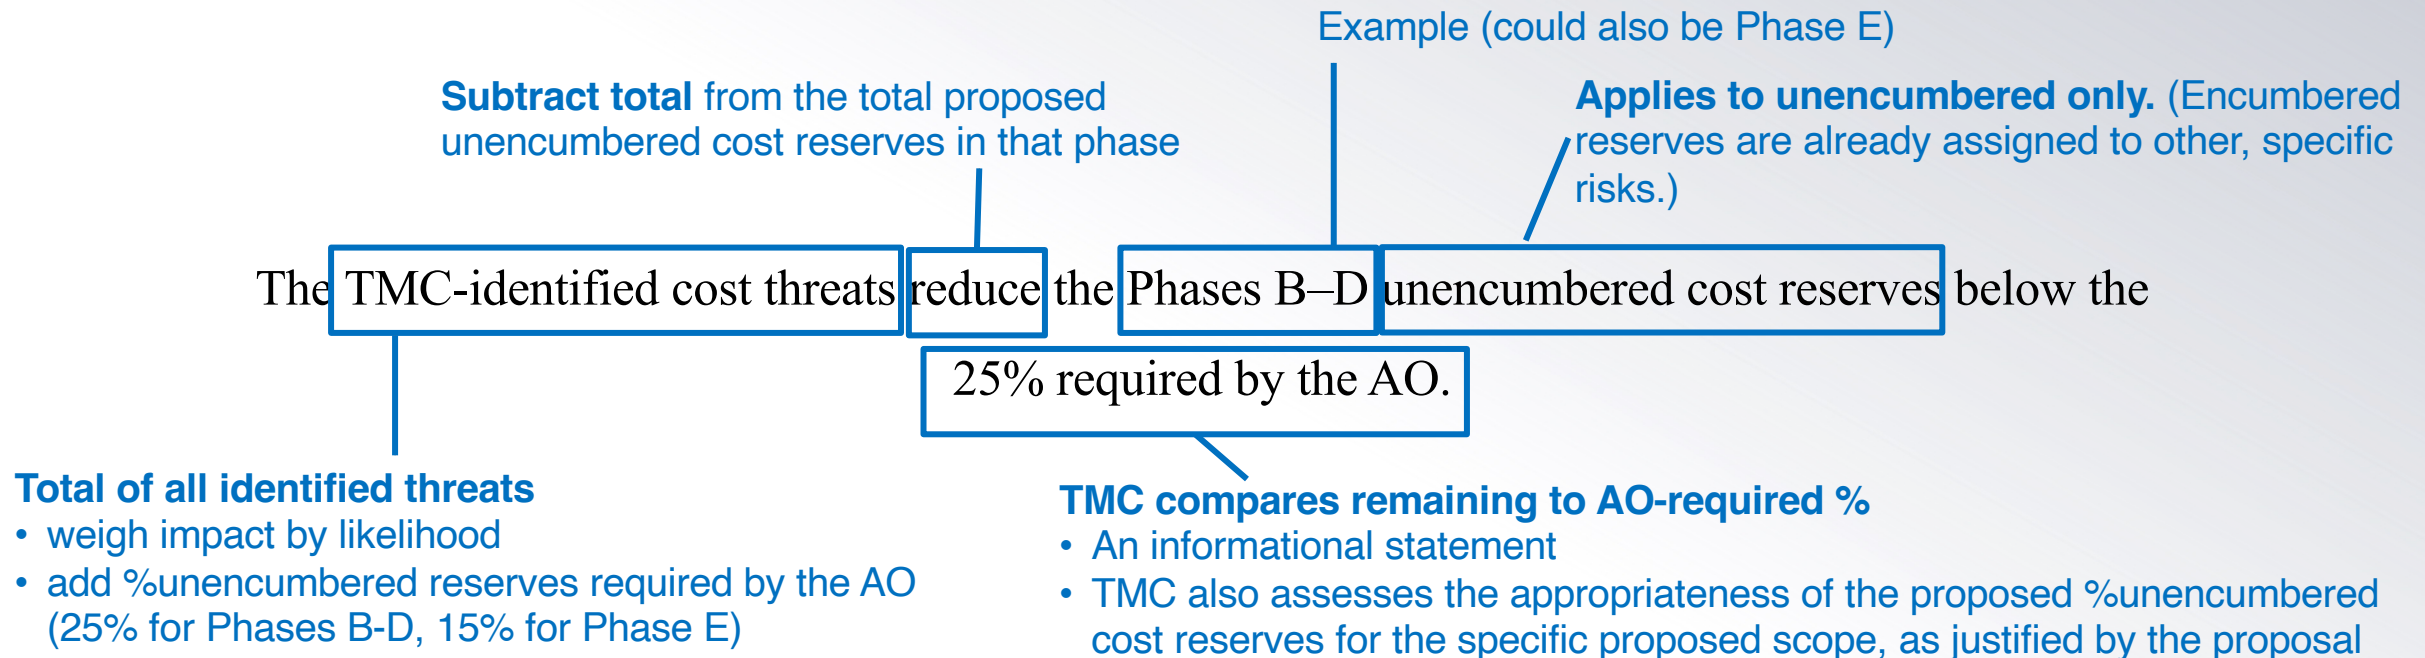 Example (could also be Phase E)
Subtract total from the total proposed
unencumbered cost reserves in that phase
Applies to unencumbered only. (Encumbered
reserves are already assigned to other, specific
risks.)
The TMC-identified cost threats reduce the Phases B–D unencumbered cost reserves below the
25% required by the AO.
Total of all identified threats
• weigh impact by likelihood
• add %unencumbered reserves required by the AO
(25% for Phases B-D, 15% for Phase E)
TMC compares remaining to AO-required %
• An informational statement
• TMC also assesses the appropriateness of the proposed %unencumbered
cost reserves for the specific proposed scope, as justified by the proposal